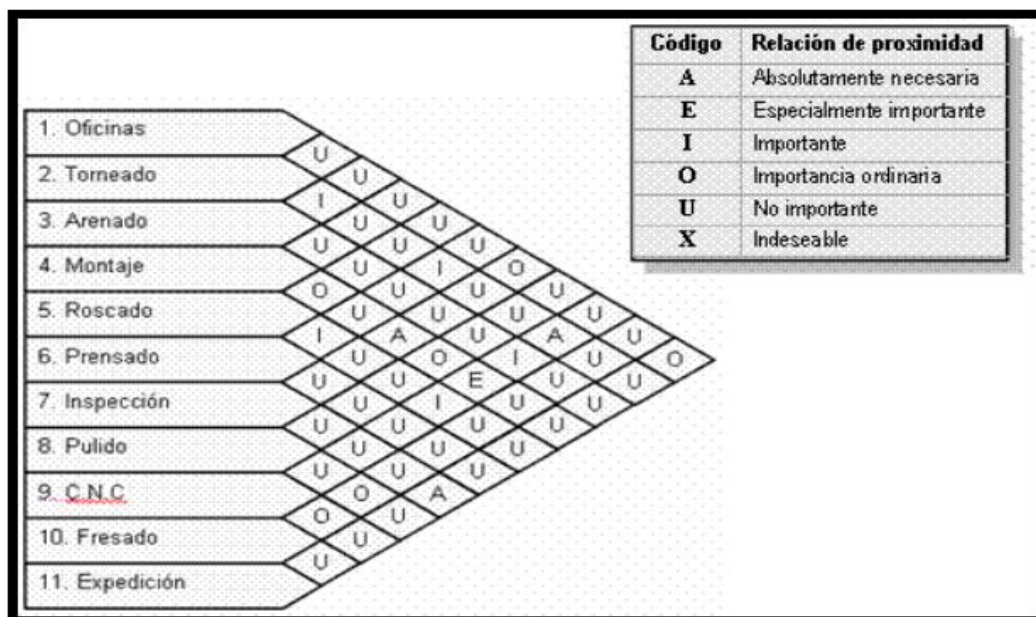 Código Relación de proximidad
A Absolutamente necesaria
E Especialmente importante
I Importante
O Importancia ordinaria
U No importante
X Indeseable
1. Oficinas
U
2. Torneado U
I U
3. Arenado U U
U U U
4. Montaje U I O
O U U U
5. Roscado U U U U
I A U A U
6. Prensado U O I U O
U U E U U
7. Inspección U I U U
U U U U
8. Pulido U U U
U U U
9. C.N.C O A
O U
10. Fresado U
U
11. Expedición